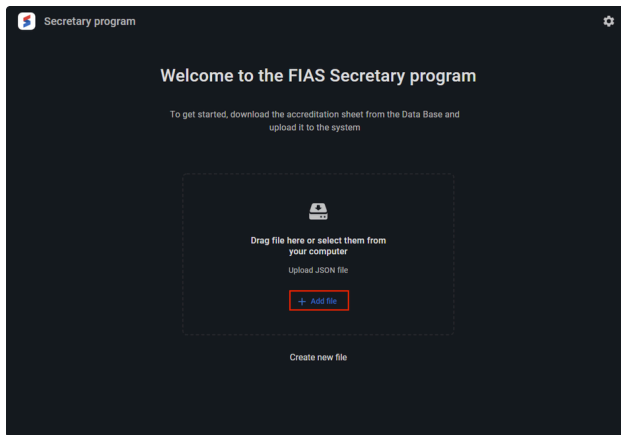 Secretary program
Welcome to the FIAS Secretary program
To get started, download the accreditation sheet from the Data Base and
upload it to the system
Drag file here or select them from
your computer
Upload JSON file
+ Add file
Create new file